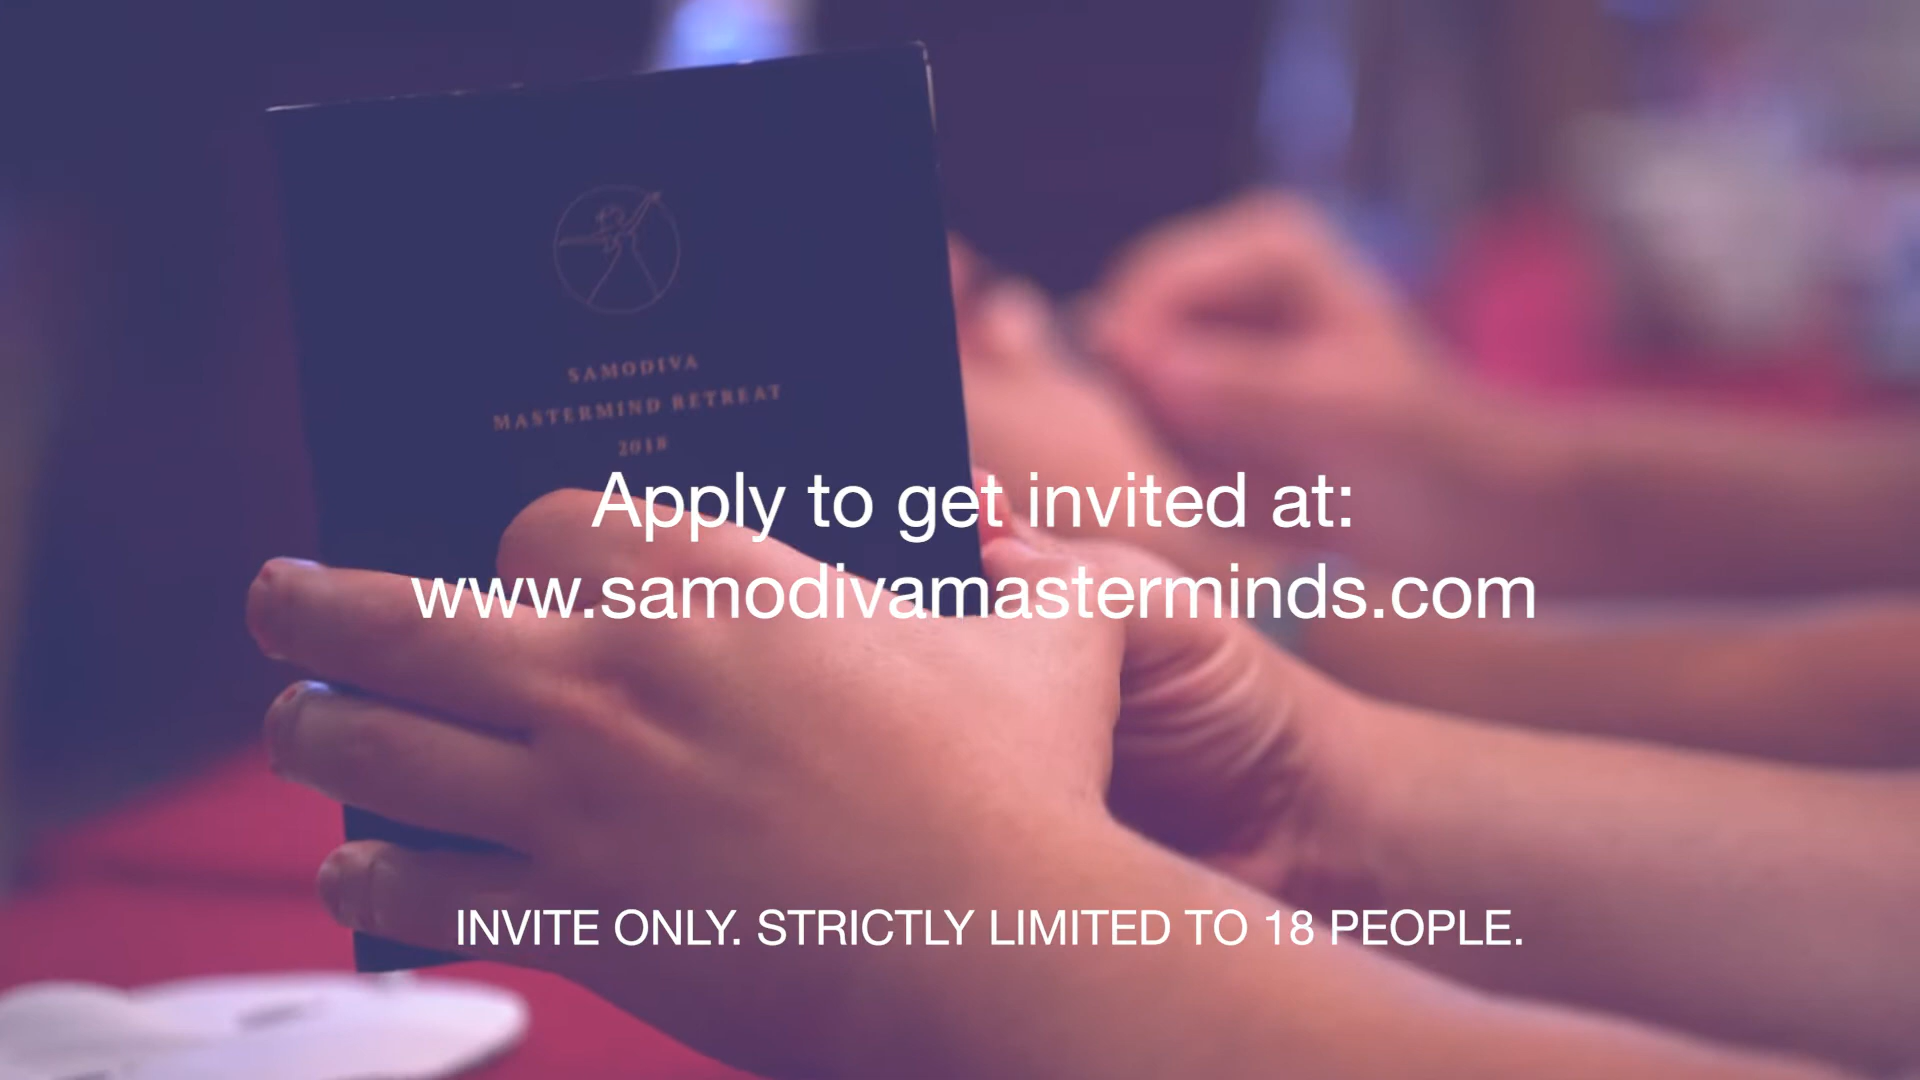 SAMODIVA
MASTERMIND RETREAT
2018
Apply to get invited at:
www.samodivamasterminds.com
INVITE ONLY. STRICTLY LIMITED TO 18 PEOPLE.